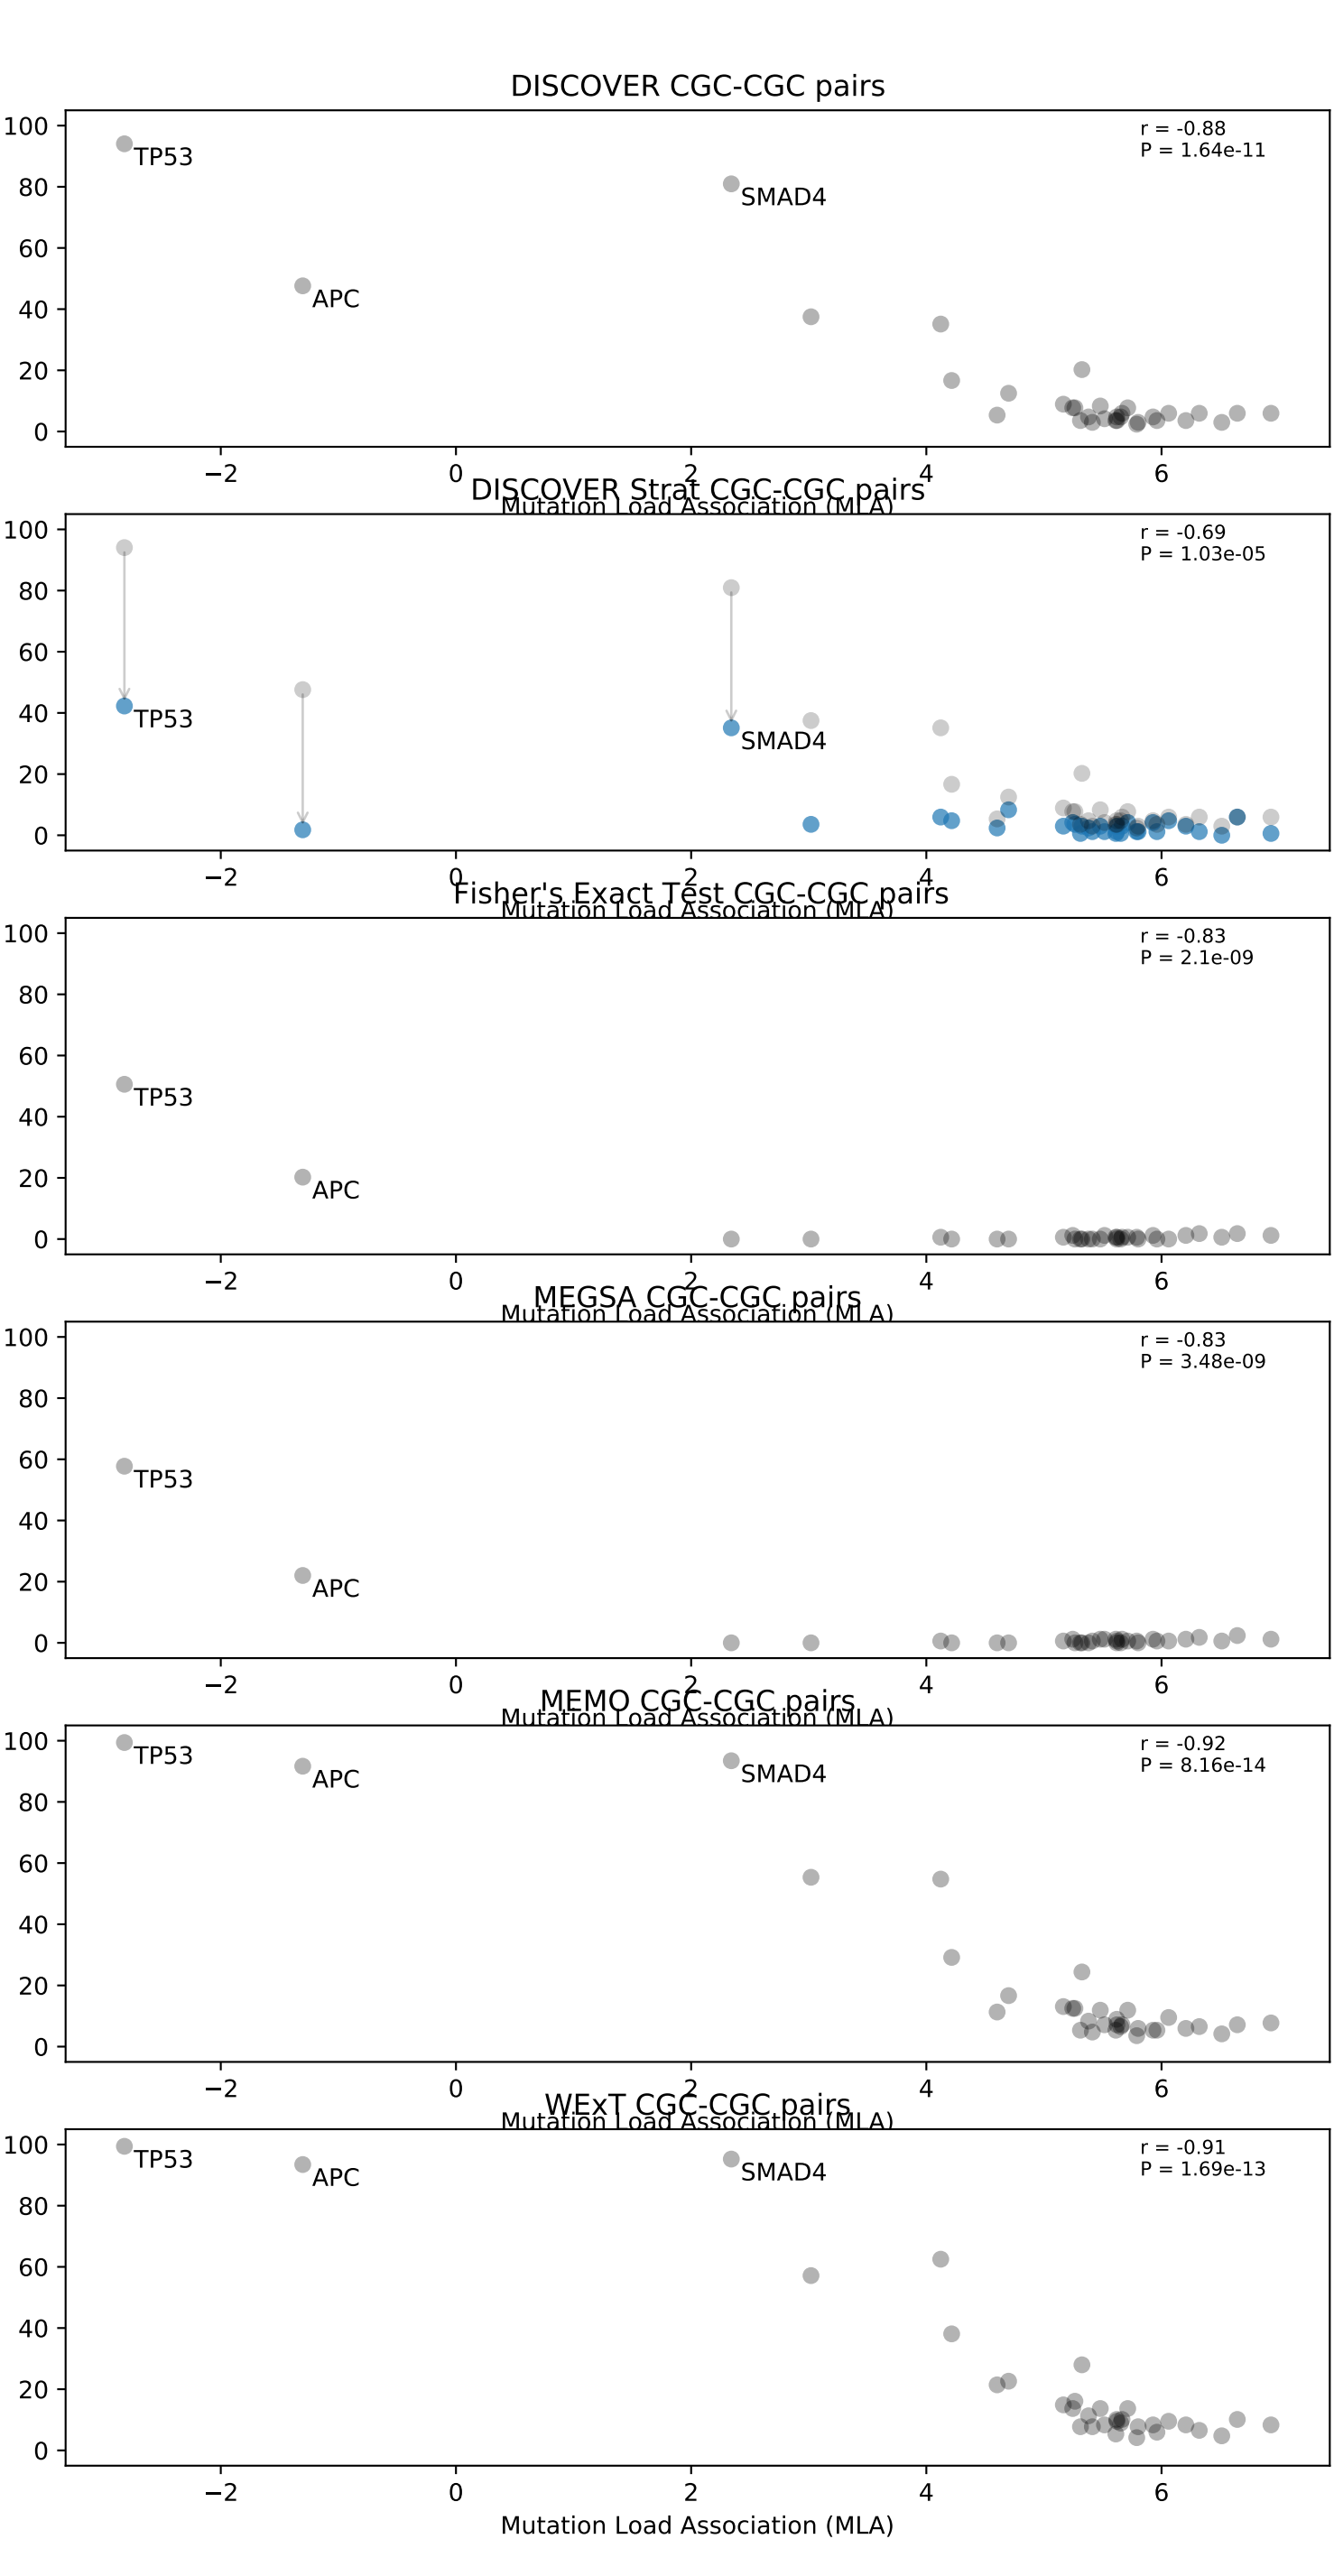 DISCOVER CGC-CGC pairs
r = -0.88
P = 1.64e-11
100
80
60
40
20
0
TP53
SMAD4
APC
−2 0 2 4 6
Mutation Load Association (MLA)
DISCOVER Strat CGC-CGC pairs
r = -0.69
P = 1.03e-05
100
80
60
40
20
0
TP53
SMAD4
−2 0 2 4 6
Mutation Load Association (MLA)
Fisher's Exact Test CGC-CGC pairs
r = -0.83
P = 2.1e-09
100
80
60
40
20
0
TP53
APC
−2 0 2 4 6
Mutation Load Association (MLA)
MEGSA CGC-CGC pairs
r = -0.83
P = 3.48e-09
100
80
60
40
20
0
TP53
APC
−2 0 2 4 6
Mutation Load Association (MLA)
MEMO CGC-CGC pairs
r = -0.92
P = 8.16e-14
100
80
60
40
20
0
TP53
APC
SMAD4
−2 0 2 4 6
Mutation Load Association (MLA)
WExT CGC-CGC pairs
r = -0.91
P = 1.69e-13
100
80
60
40
20
0
TP53
APC
SMAD4
−2 0 2 4 6
Mutation Load Association (MLA)